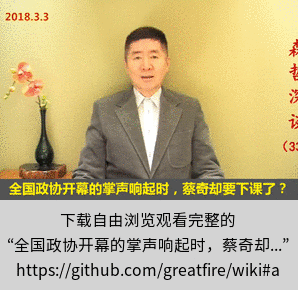 2018.3.3
森哲深谈
(33
全国政协开幕的掌声响起时，蔡奇却要下课了？
下载自由浏览观看完整的
“全国政协开幕的掌声响起时，蔡奇却...”
https://github.com/greatfire/wiki#a